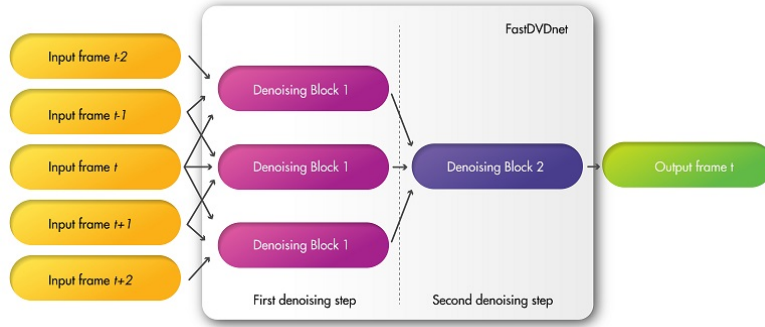 FastDVDnet
Input frame t-2
Input frame t-1
Input frame t
Input frame t+1
Input frame t+2
Denoising Block 1
Denoising Block 1
Denoising Block 1
Denoising Block 2
Output frame t
First denoising step
Second denoising step